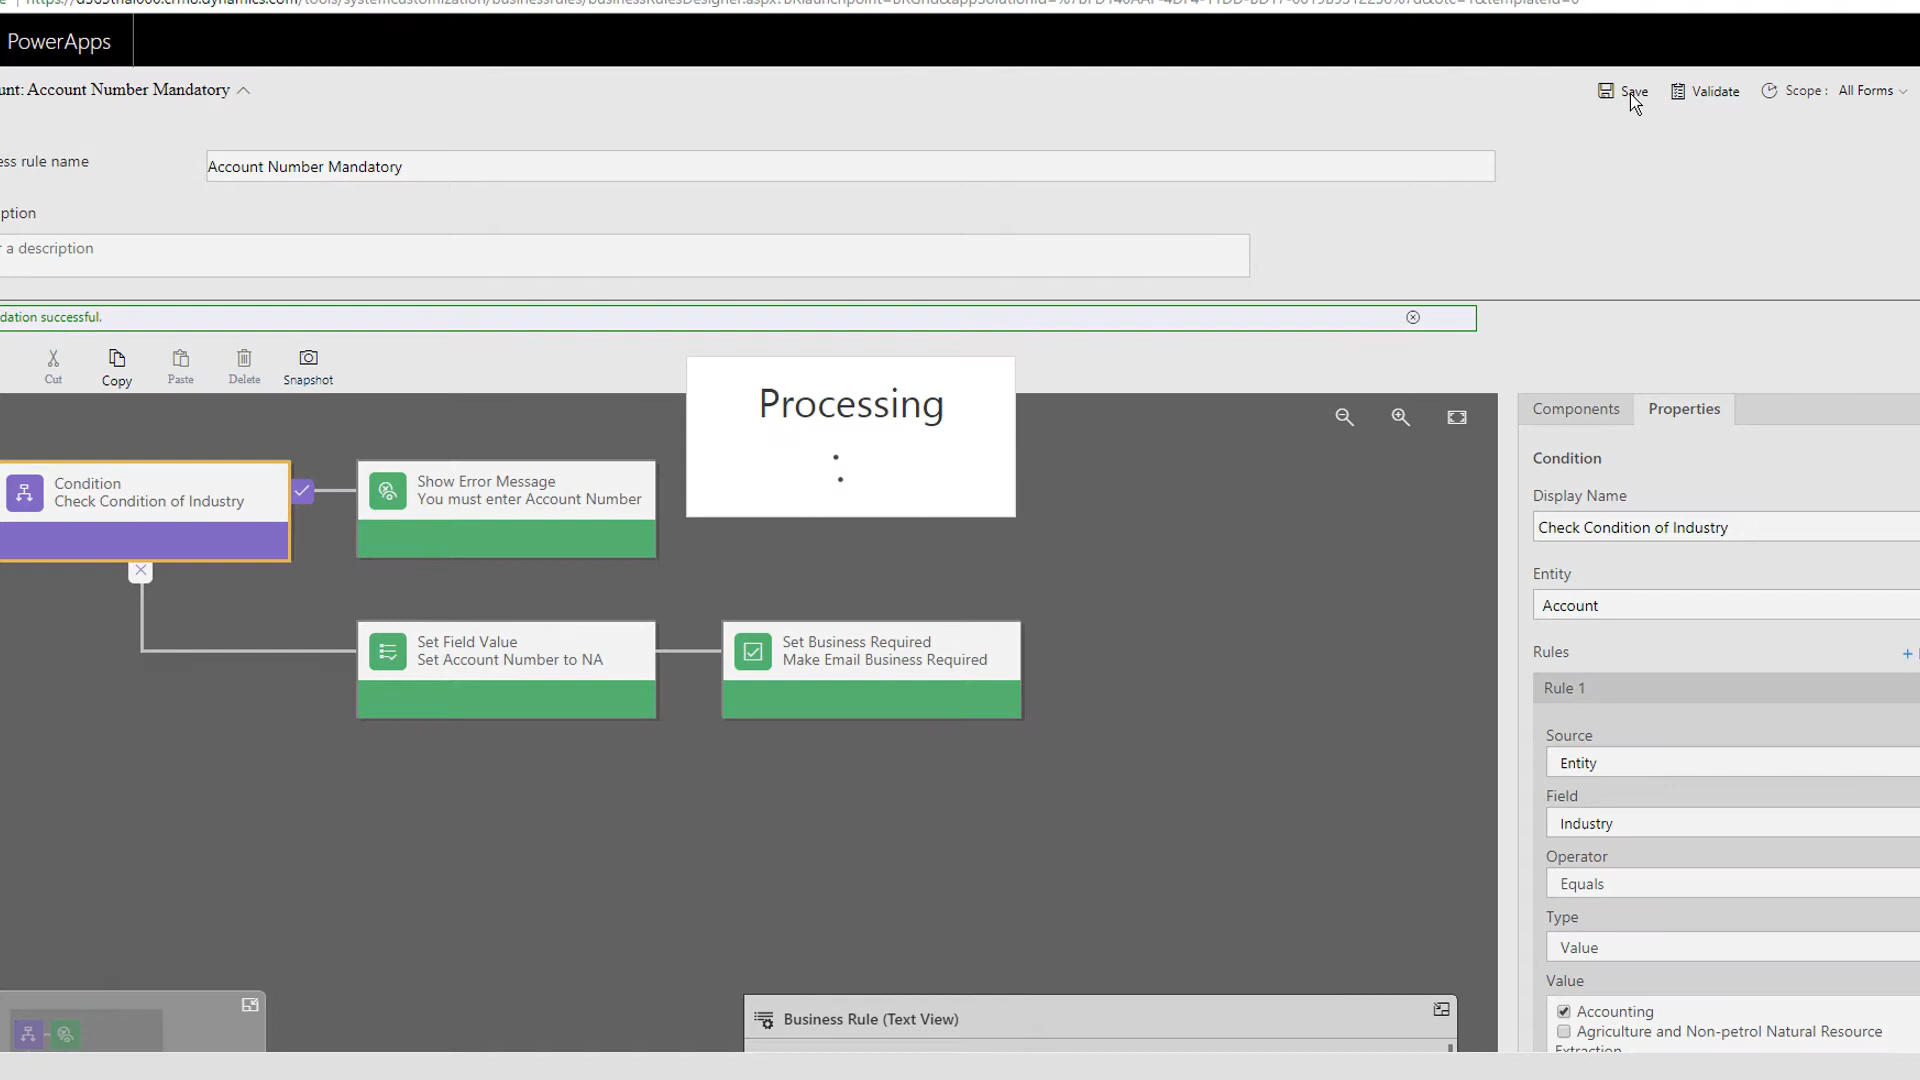 PowerApps
unt: Account Number Mandatory
Save
Validate
Scope :
All Forms
ess rule name
Account Number Mandatory
ption
r a description
dation successful.
Cut
Copy
Paste
Delete
Snapshot
Processing
Components
Properties
Condition
Check Condition of Industry
Show Error Message
You must enter Account Number
Set Field Value
Set Account Number to NA
Set Business Required
Make Email Business Required
Condition
Display Name
Check Condition of Industry
Entity
Account
Rules
+
Rule 1
Source
Entity
Field
Industry
Operator
Equals
Type
Value
Value
Accounting
Agriculture and Non-petrol Natural Resource
Extraction
Business Rule (Text View)